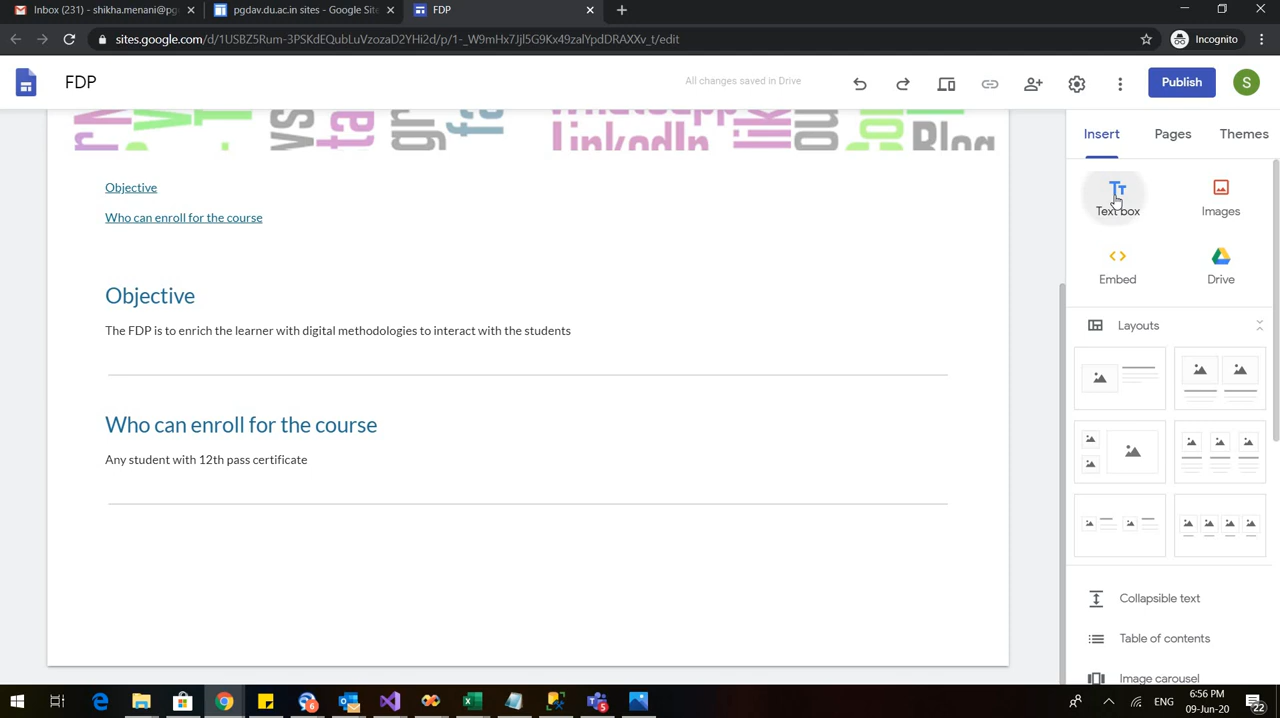 Inbox (231) - shikha.menani@pg
pgdav.du.ac.in sites - Google Site
FDP
sites.google.com/d/1USBZ5Rum-3PSKdEQubLuVzozaD2YHi2d/p/1-_W9mHx7Jjl5G9Kx49zalYpdDRAXXv_t/edit
Incognito
FDP
All changes saved in Drive
Publish
S
LinkedIn
Blog
Insert
Pages
Themes
Text box
Images
Embed
Drive
Layouts
Collapsible text
Table of contents
Image carousel
Objective
Who can enroll for the course
Objective
The FDP is to enrich the learner with digital methodologies to interact with the students
Who can enroll for the course
Any student with 12th pass certificate
ENG
6:56 PM
09-Jun-20
22